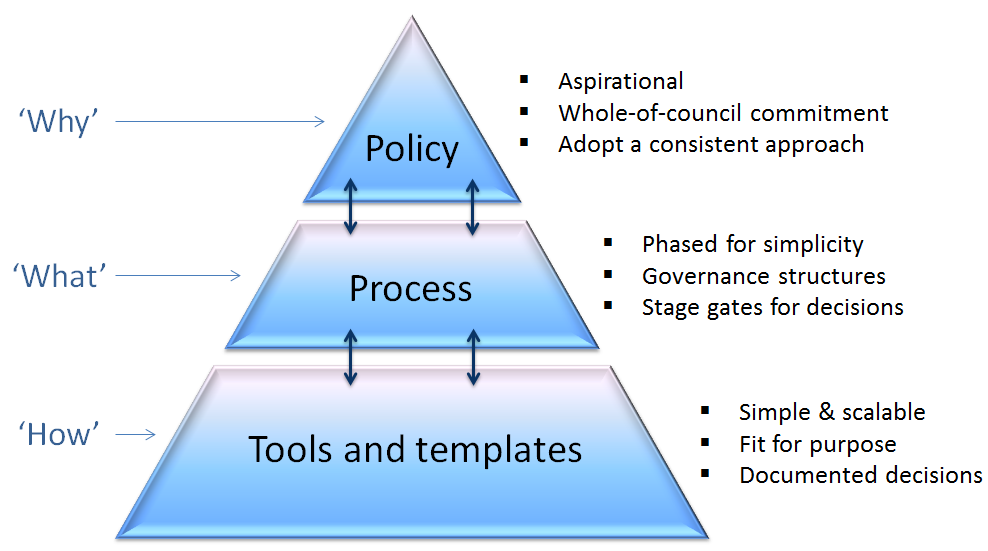 ‘Why’
Policy
▪ Aspirational
▪ Whole-of-council commitment
▪ Adopt a consistent approach
‘What’
Process
▪ Phased for simplicity
▪ Governance structures
▪ Stage gates for decisions
‘How’
Tools and templates
▪ Simple & scalable
▪ Fit for purpose
▪ Documented decisions